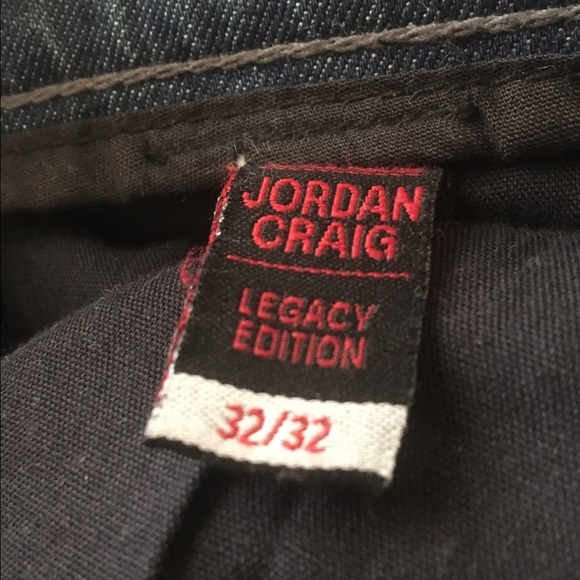 JORDAN
CRAIG
LEGACY
EDITION
32/32